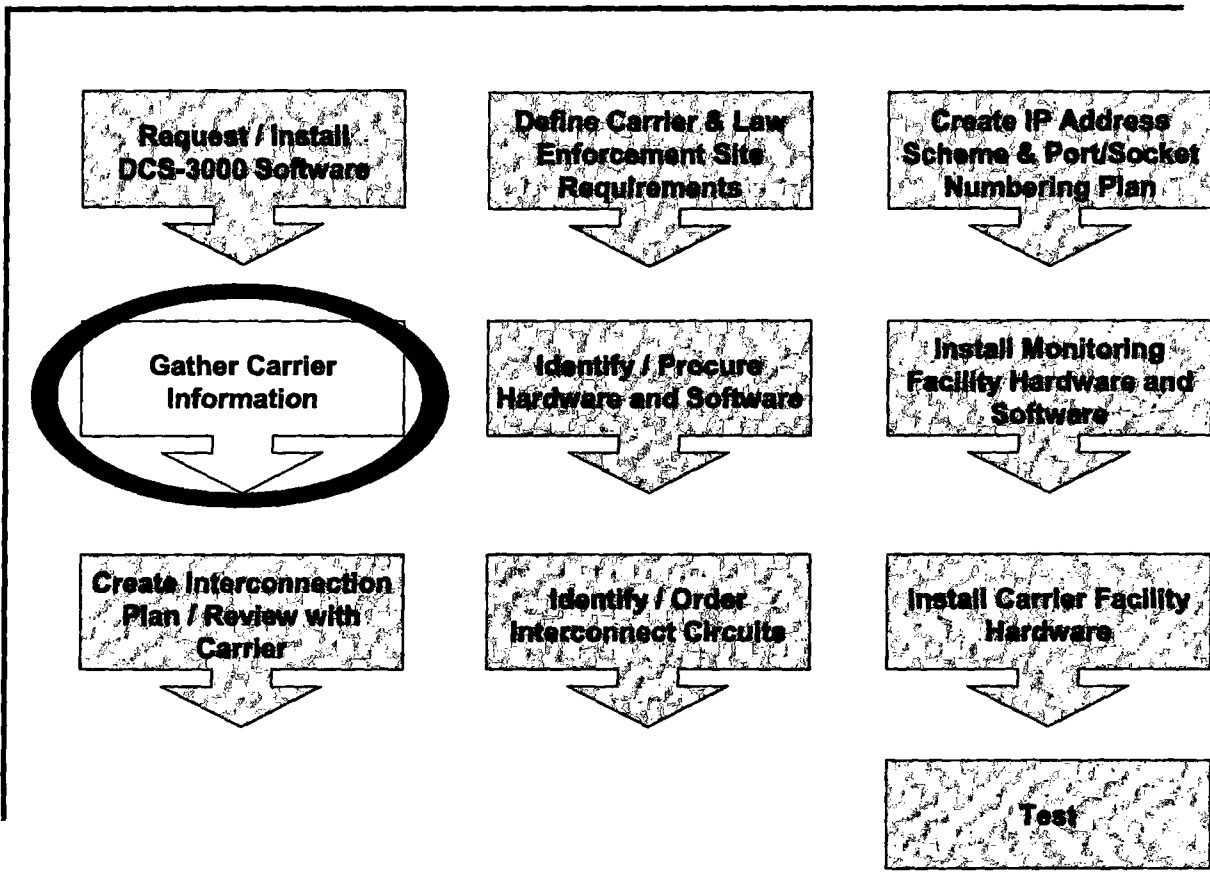 Request / Install
DCS-3000 Software
Gather Carrier
Information
Create Interconnection
Plan / Review with
Carrier
Define Carrier & Law
Enforcement Site
Requirements
Identify / Procure
Hardware and Software
Identify / Order
Interconnect Circuits
Create IP Address
Scheme & Port/Socket
Numbering Plan
Install Monitoring
Facility Hardware and
Software
Install Carrier Facility
Hardware
Test